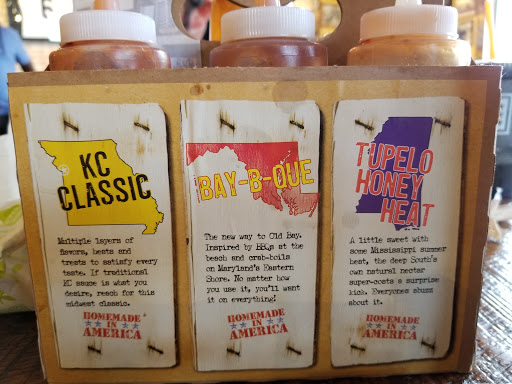 KC
CLASSIC
Multiple layers of
flavors, heats and
treats to satisfy every
taste. If traditional
KC sauce is what you
desire, reach for this
midwest classic.
HOMEMADE
IN
AMERICA
BAY-B-QUE
The new way to Old Bay.
Inspired by BBQs at the
beach and crab-boils
on Maryland's Eastern
Shore. No matter how
you use it, you'll want
it on everything!
HOMEMADE
IN
AMERICA
TUPELO
HONEY
HEAT
A little sweet with
some Mississippi summer
heat, the deep South's
own natural nectar
super-coats a surprise
kick. Everyones abuzz
about it.
HOMEMADE
IN
AMERICA